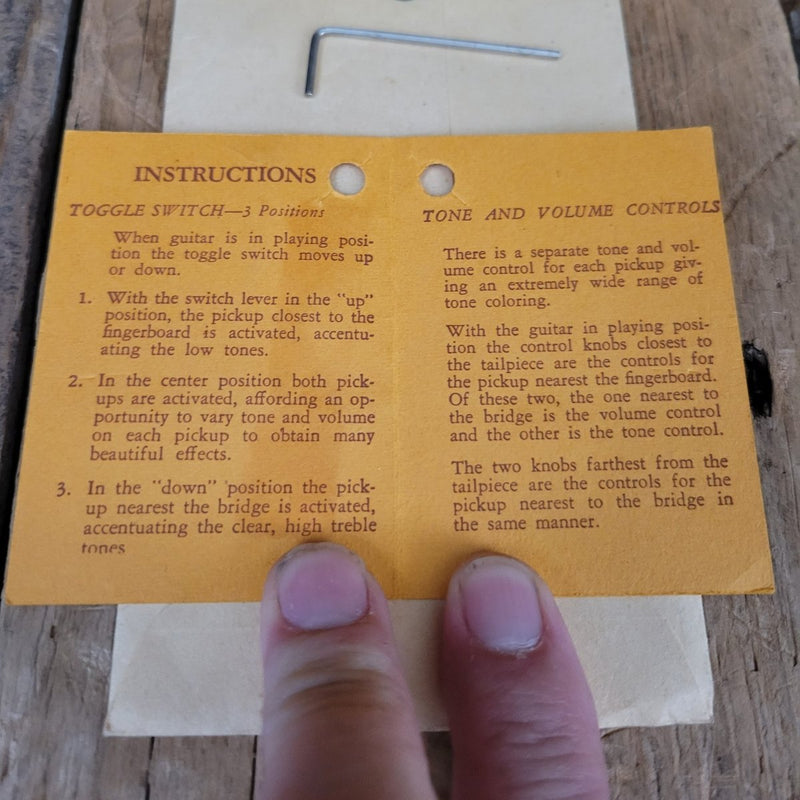 INSTRUCTIONS
TOGGLE SWITCH—3 Positions
When guitar is in playing posi-
tion the toggle switch moves up
or down.
1. With the switch lever in the "up"
position, the pickup closest to the
fingerboard is activated, accentu-
ating the low tones.
2. In the center position both pick-
ups are activated, affording an op-
portunity to vary tone and volume
on each pickup to obtain many
beautiful effects.
3. In the "down" position the pick-
up nearest the bridge is activated,
accentuating the clear, high treble
tones
TONE AND VOLUME CONTROLS
There is a separate tone and vol-
ume control for each pickup giv-
ing an extremely wide range of
tone coloring.
With the guitar in playing posi-
tion the control knobs closest to
the tailpiece are the controls for
the pickup nearest the fingerboard.
Of these two, the one nearest to
the bridge is the volume control
and the other is the tone control.
The two knobs farthest from the
tailpiece are the controls for the
pickup nearest to the bridge in
the same manner.